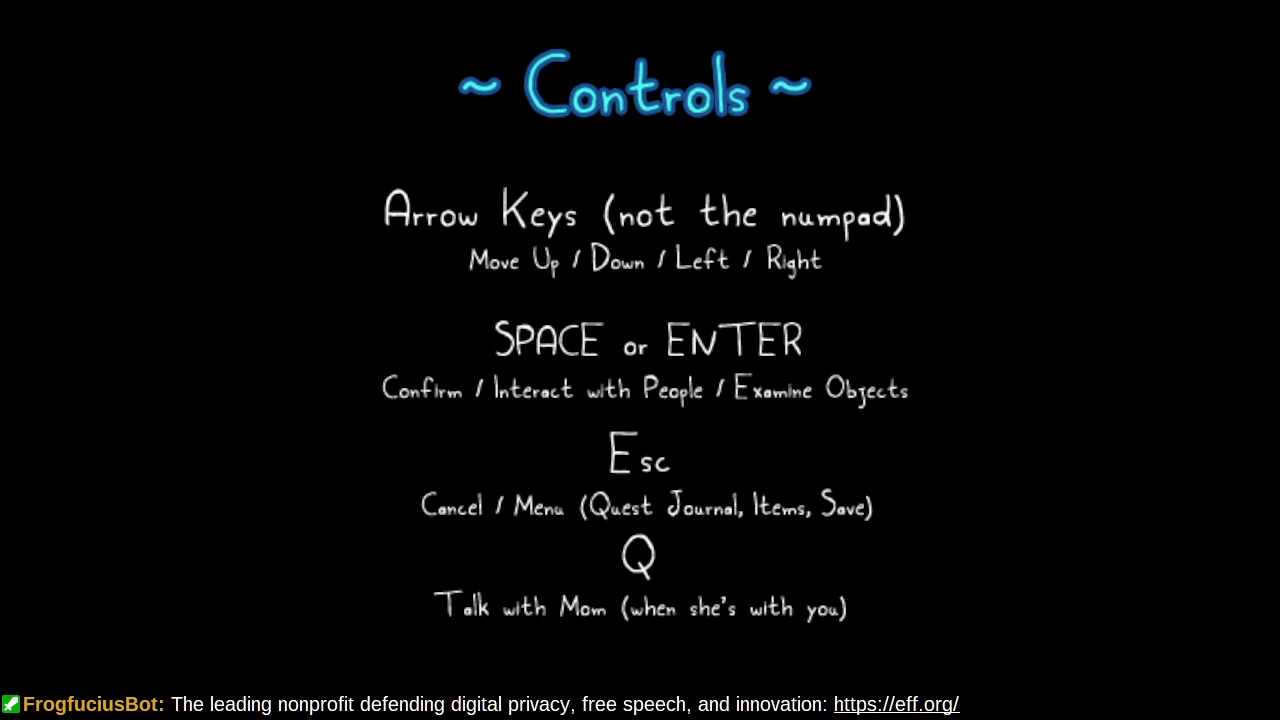 ~ Controls ~
Arrow Keys (not the numpad)
Move Up / Down / Left / Right
SPACE or ENTER
Confirm / Interact with People / Examine Objects
Esc
Cancel / Menu (Quest Journal, Items, Save)
Q
Talk with Mom (when she's with you)
FrogfuciusBot: The leading nonprofit defending digital privacy, free speech, and innovation: https://eff.org/